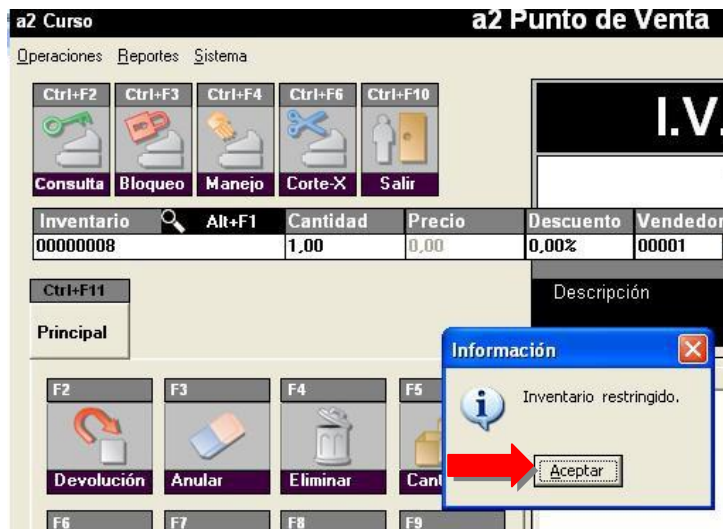 a2 Curso
a2 Punto de Venta
Operaciones Reportes Sistema
Ctrl+F2 Ctrl+F3 Ctrl+F4 Ctrl+F6 Ctrl+F10
Consulta Bloqueo Manejo Corte-X Salir
I.V.
Inventario Alt+F1 Cantidad Precio Descuento Vendedor
00000008 1,00 0,00 0,00% 00001
Ctrl+F11
Principal
Descripción
Información
Inventario restringido.
Aceptar
F2 F3 F4 F5
Devolución Anular Eliminar Cant
F6 F7 F8 F9